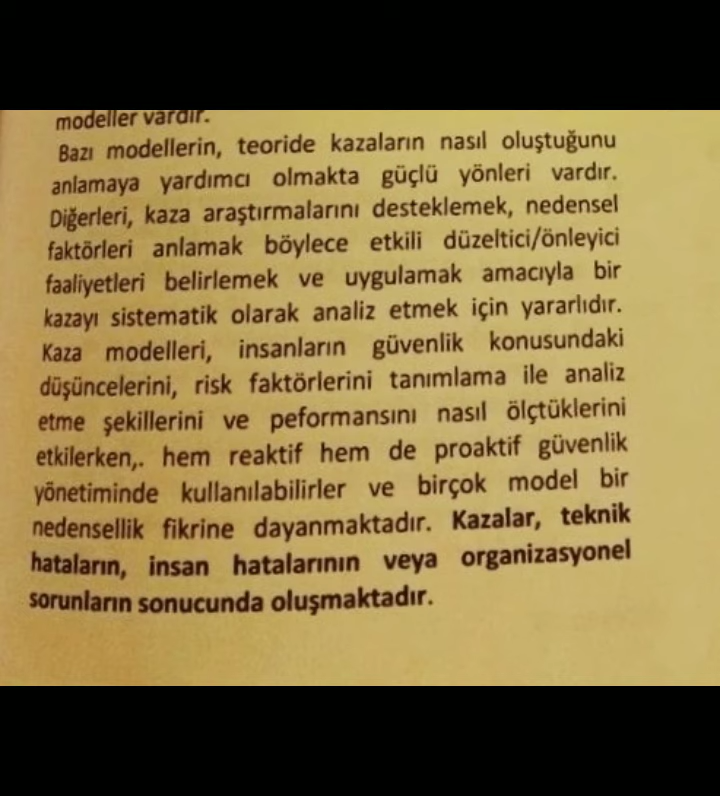 modeller vardır.
Bazı modellerin, teoride kazaların nasıl oluştuğunu
anlamaya yardımcı olmakta güçlü yönleri vardır.
Diğerleri, kaza araştırmalarını desteklemek, nedensel
faktörleri anlamak böylece etkili düzeltici/önleyici
faaliyetleri belirlemek ve uygulamak amacıyla bir
kazayı sistematik olarak analiz etmek için yararlıdır.
Kaza modelleri, insanların güvenlik konusundaki
düşüncelerini, risk faktörlerini tanımlama ile analiz
etme şekillerini ve peformansını nasıl ölçtüklerini
etkilerken,. hem reaktif hem de proaktif güvenlik
yönetiminde kullanılabilirler ve birçok model bir
nedensellik fikrine dayanmaktadır. Kazalar, teknik
hataların, insan hatalarının veya organizasyonel
sorunların sonucunda oluşmaktadır.